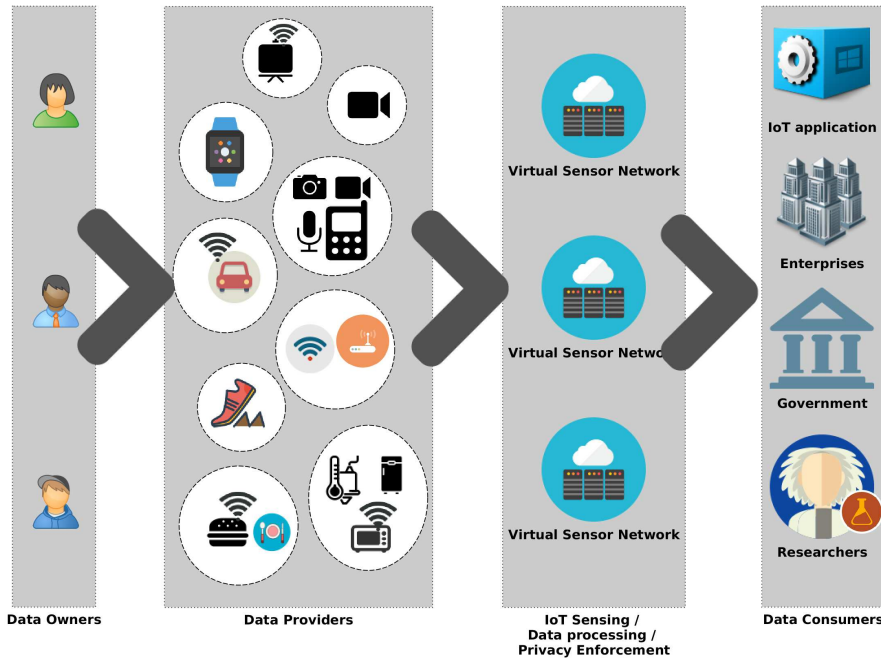 IoT application
Virtual Sensor Network
Enterprises
Virtual Sensor Network
Government
Virtual Sensor Network
Researchers
Data Owners
Data Providers
IoT Sensing /
Data processing /
Privacy Enforcement
Data Consumers